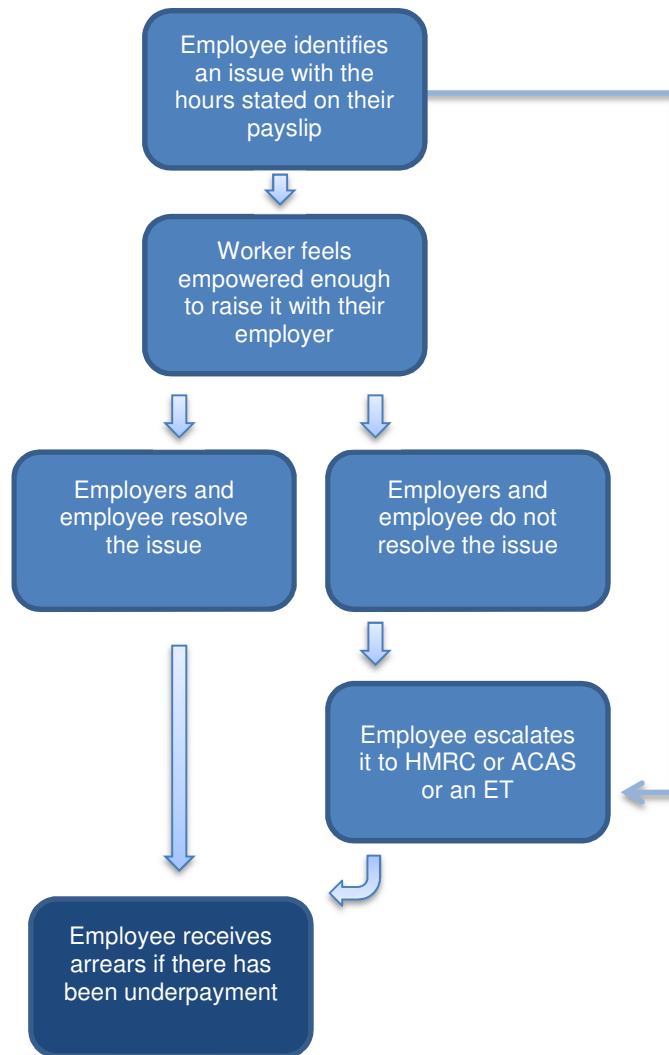 Employee identifies
an issue with the
hours stated on their
payslip
Worker feels
empowered enough
to raise it with their
employer
Employers and
employee resolve
the issue
Employers and
employee do not
resolve the issue
Employee escalates
it to HMRC or ACAS
or an ET
Employee receives
arrears if there has
been underpayment